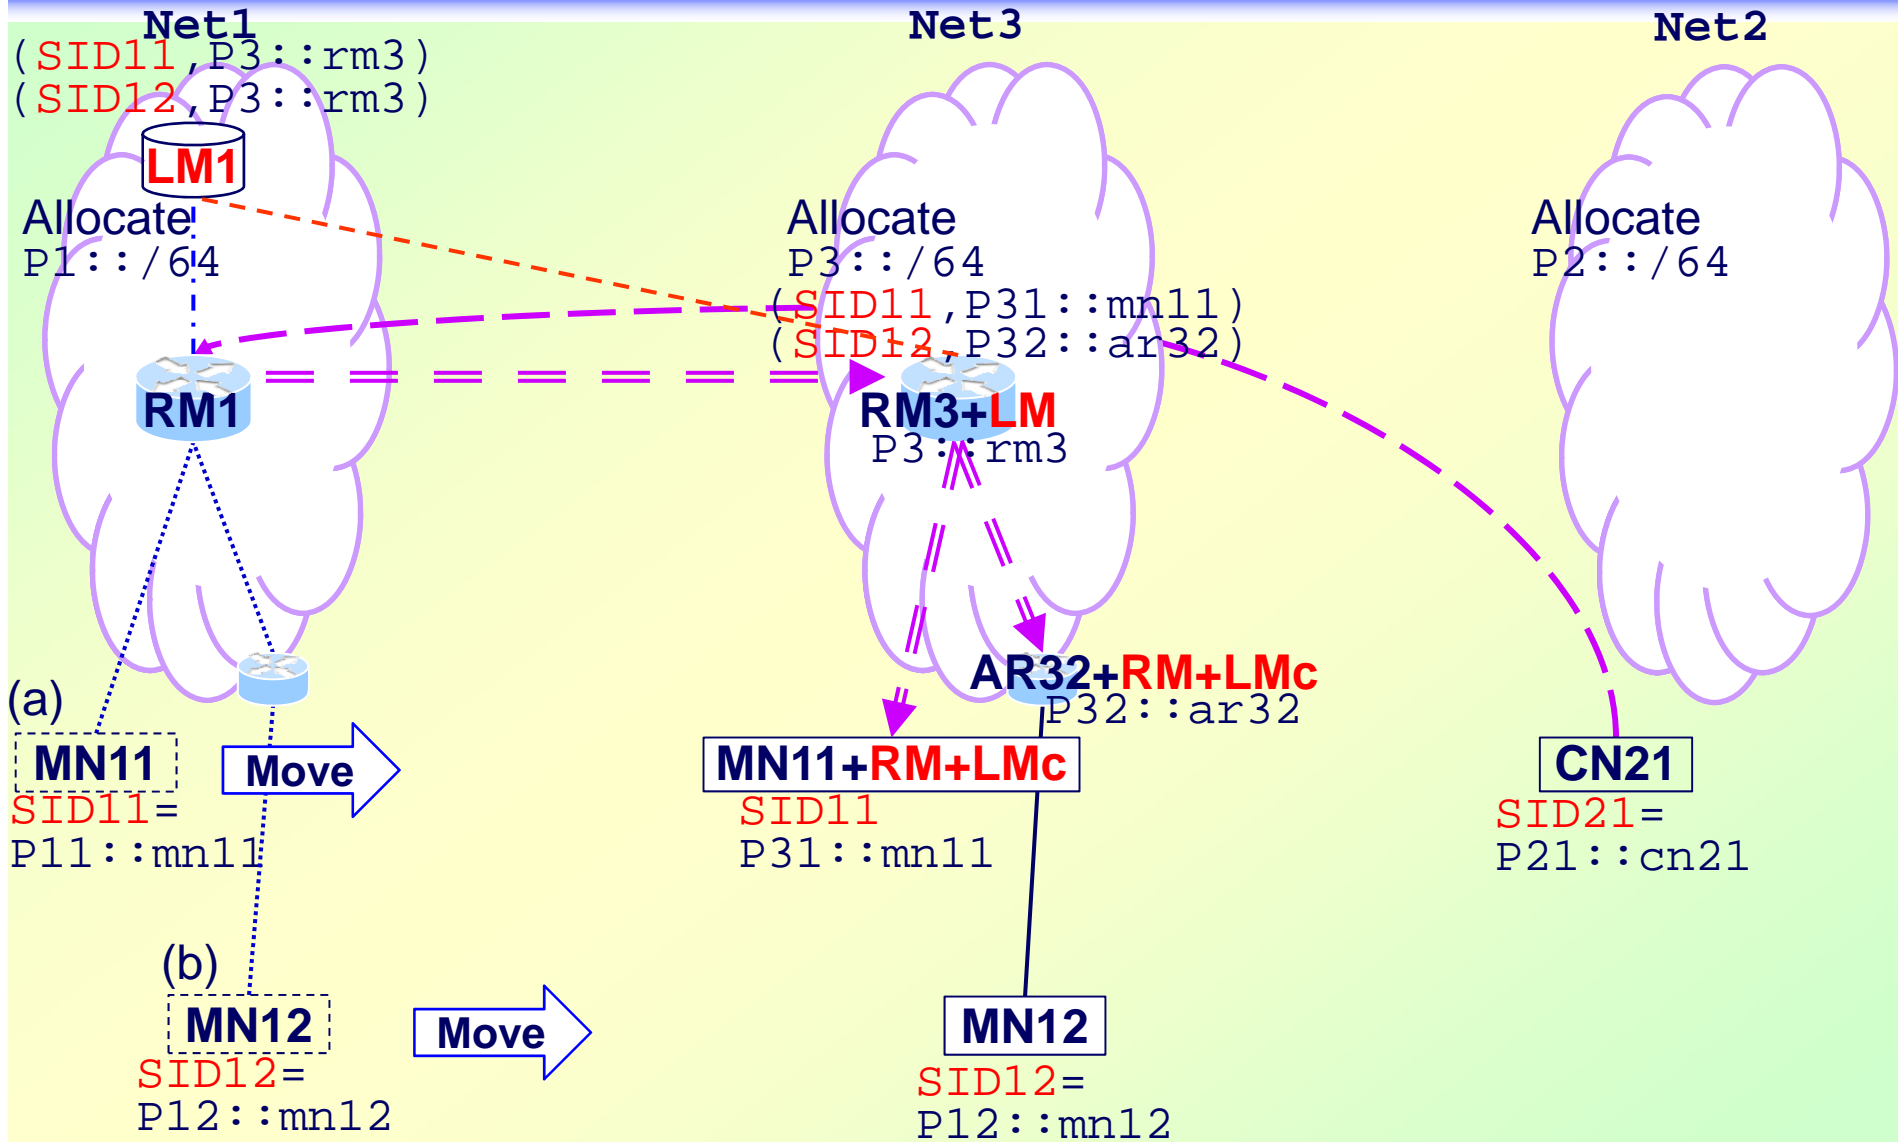 Net1
Net3
Net2
(SID11,P3::rm3)
(SID12,P3::rm3)
LM1
Allocate
P1::/64
Allocate
P3::/64
Allocate
P2::/64
(SID11,P31::mn11)
(SID12,P32::ar32)
RM1
RM3+LM
P3::rm3
AR32+RM+LMc
P32::ar32
(a)
MN11
Move
MN11+RM+LMc
CN21
SID11=
P11::mn11
SID11
P31::mn11
SID21=
P21::cn21
(b)
MN12
Move
MN12
SID12=
P12::mn12
SID12=
P12::mn12